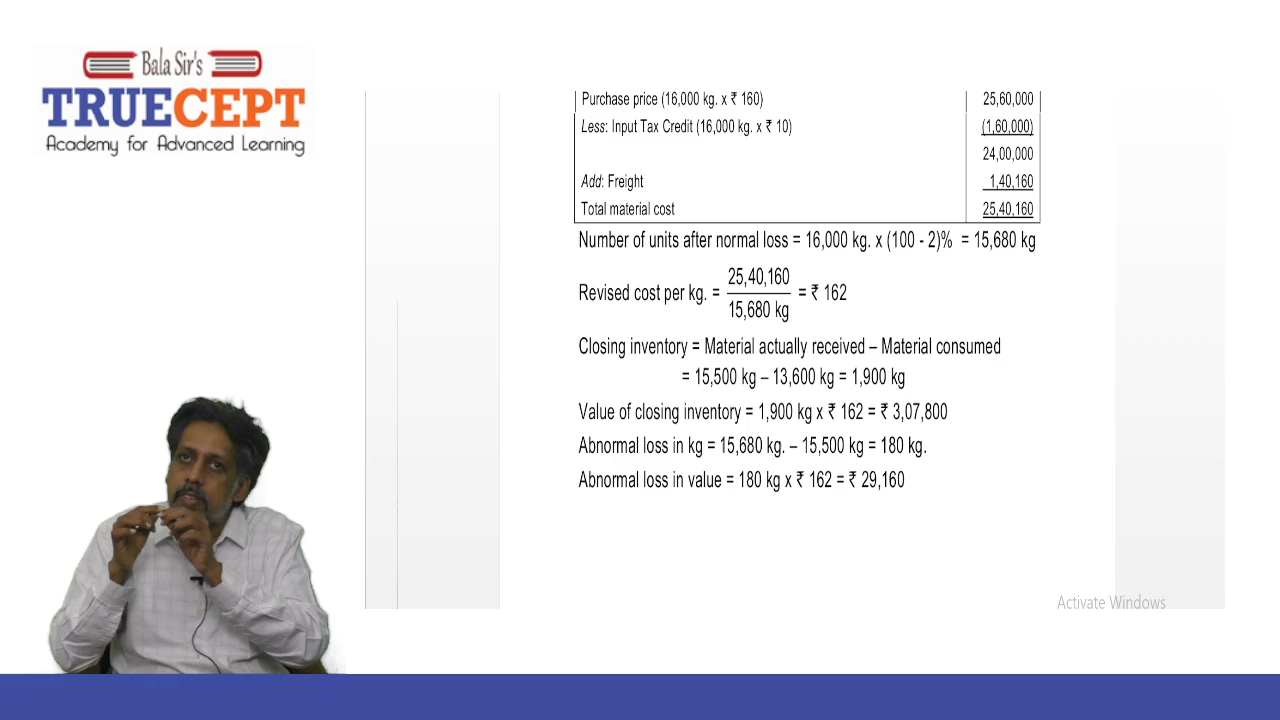 Bala Sir's
TRUECEPT
Academy for Advanced Learning
Purchase price (16,000 kg. x ₹ 160) 25,60,000
Less: Input Tax Credit (16,000 kg. x ₹ 10) (1,60,000)
24,00,000
Add: Freight 1,40,160
Total material cost 25,40,160
Number of units after normal loss = 16,000 kg. x (100 - 2)% = 15,680 kg
Revised cost per kg. = 25,40,160 / 15,680 kg = ₹ 162
Closing inventory = Material actually received – Material consumed
= 15,500 kg – 13,600 kg = 1,900 kg
Value of closing inventory = 1,900 kg x ₹ 162 = ₹ 3,07,800
Abnormal loss in kg = 15,680 kg. – 15,500 kg = 180 kg.
Abnormal loss in value = 180 kg x ₹ 162 = ₹ 29,160
Activate Windows